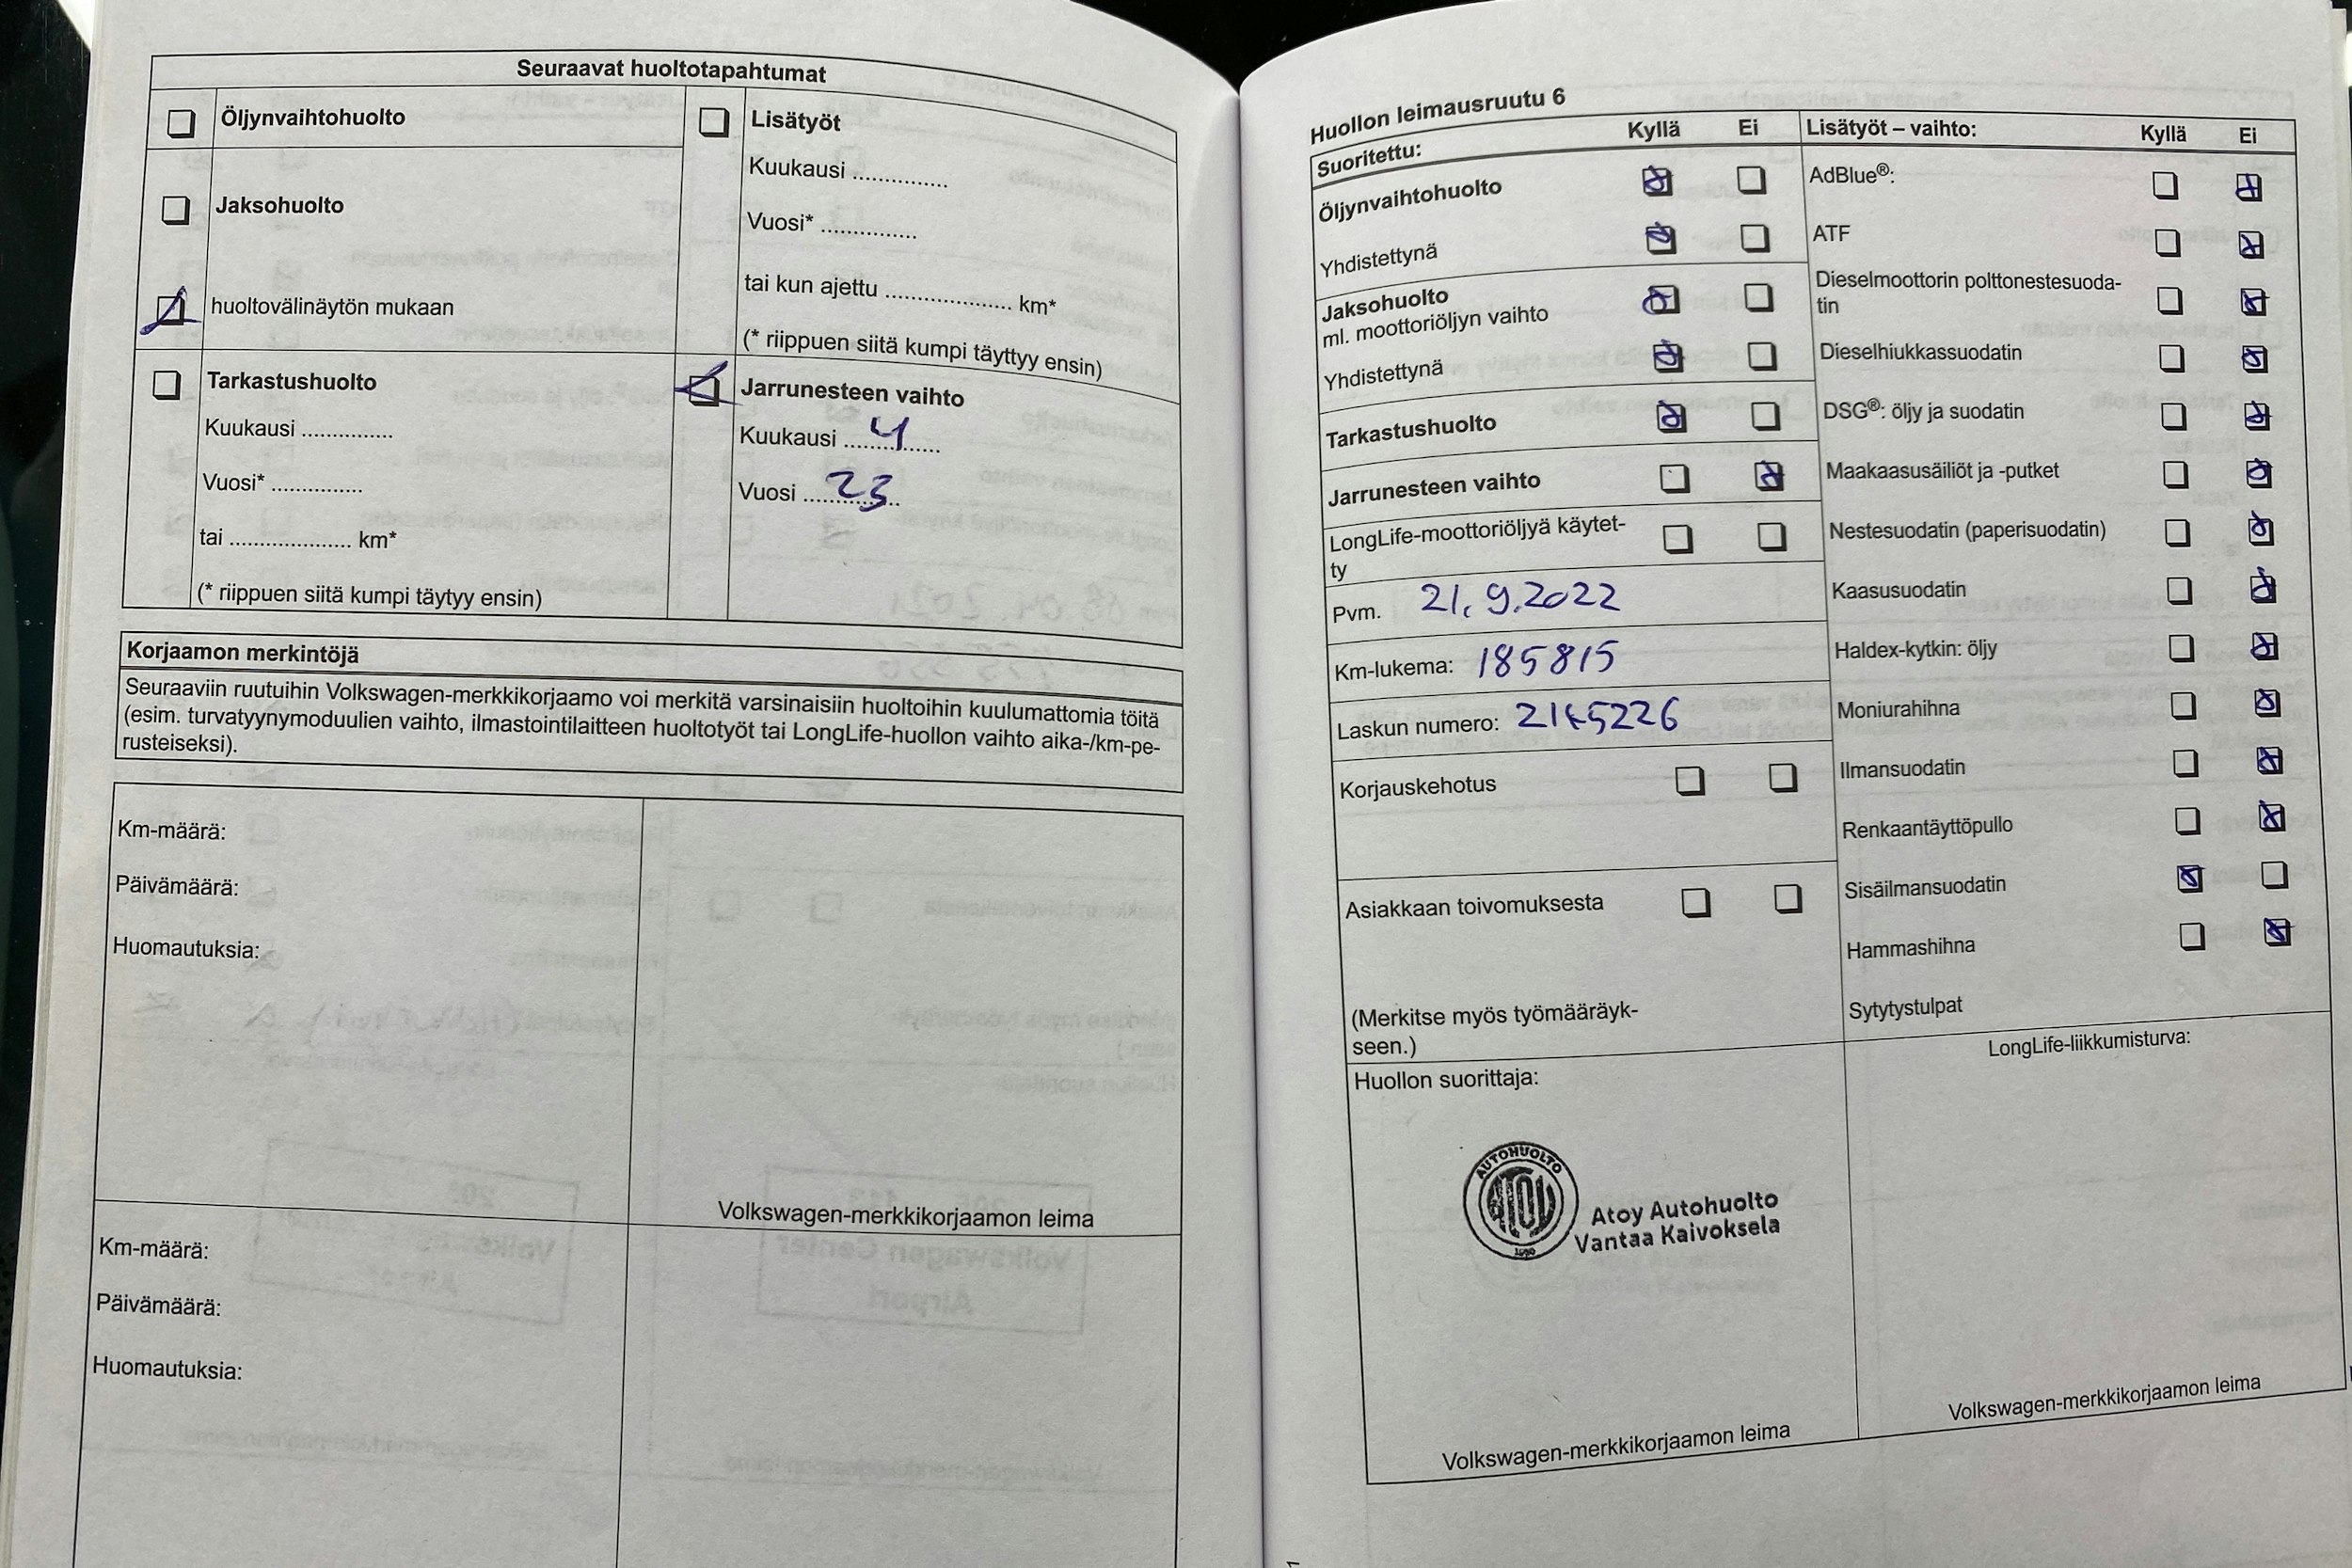 Seuraavat huoltotapahtumat
Öljynvaihtohuolto
Jaksohuolto
huoltovälinäytön mukaan
Lisätyöt
Kuukausi ...............
Vuosi* ...............
tai kun ajettu .................... km*
(* riippuen siitä kumpi täyttyy ensin)
Tarkastushuolto
Kuukausi ...............
Vuosi* ...............
tai .................... km*
(* riippuen siitä kumpi täytyy ensin)
Jarrunesteen vaihto
Kuukausi 4
Vuosi 23
Korjaamon merkintöjä
Seuraaviin ruutuihin Volkswagen-merkkikorjaamo voi merkitä varsinaisiin huoltoihin kuulumattomia töitä
(esim. turvatyynymoduulien vaihto, ilmastointilaitteen huoltotyöt tai LongLife-huollon vaihto aika-/km-pe-
rusteiseksi).
Km-määrä:
Päivämäärä:
Huomautuksia:
Volkswagen-merkkikorjaamon leima
Km-määrä:
Päivämäärä:
Huomautuksia:
Huollon leimausruutu 6
Suoritettu: Kyllä Ei
Öljynvaihtohuolto
Yhdistettynä
Jaksohuolto
ml. moottoriöljyn vaihto
Yhdistettynä
Tarkastushuolto
Jarrunesteen vaihto
LongLife-moottoriöljyä käytet-
ty
Pvm. 21.9.2022
Km-lukema: 185815
Laskun numero:
Korjauskehotus
Asiakkaan toivomuksesta
(Merkitse myös työmääräyk-
seen.)
Lisätyöt – vaihto: Kyllä Ei
AdBlue®:
ATF
Dieselmoottorin polttonestesuoda-
tin
Dieselhiukkassuodatin
DSG®: öljy ja suodatin
Maakaasusäiliöt ja -putket
Nestesuodatin (paperisuodatin)
Kaasusuodatin
Haldex-kytkin: öljy
Moniurahihna
Ilmansuodatin
Renkaantäyttöpullo
Sisäilmansuodatin
Hammashihna
Sytytystulpat
Huollon suorittaja:
AUTOHUOLTO
ATOY
Atoy Autohuolto
Vantaa Kaivoksela
Volkswagen-merkkikorjaamon leima
LongLife-liikkumisturva:
Volkswagen-merkkikorjaamon leima